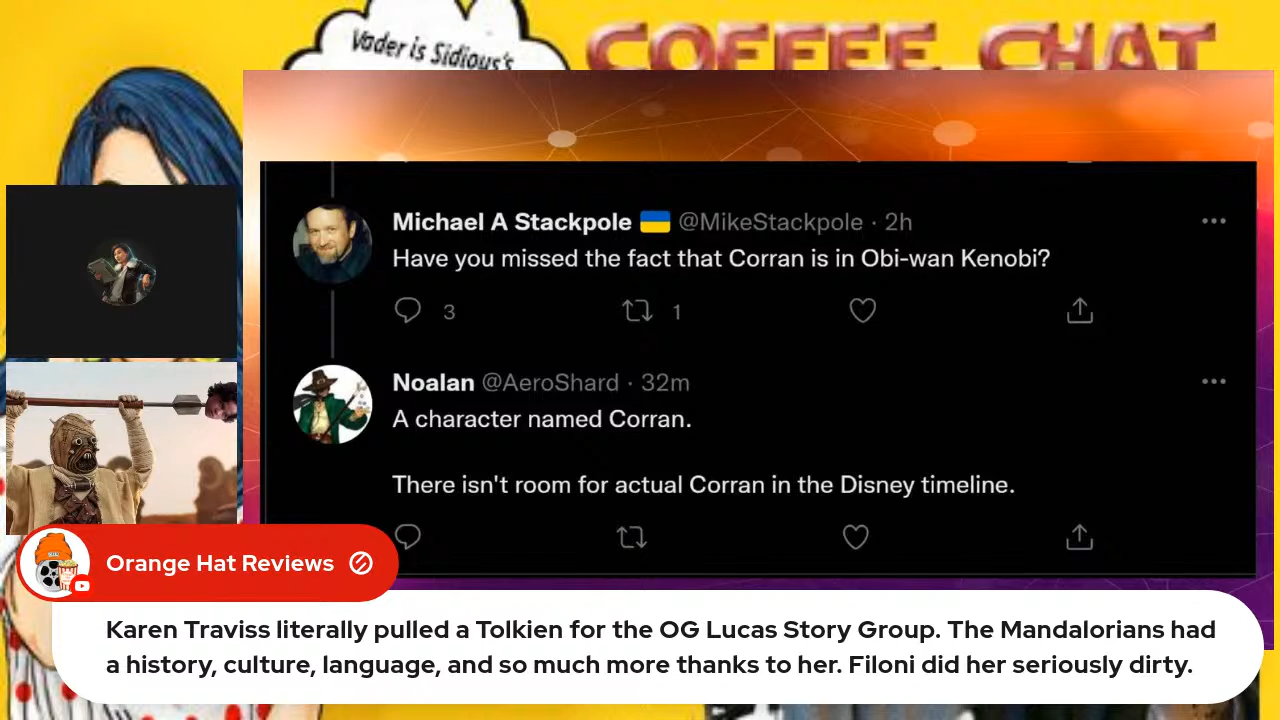 Vader is Sidious's
COFFEE CHAT
Michael A Stackpole @MikeStackpole · 2h
Have you missed the fact that Corran is in Obi-wan Kenobi?
3 1
Noalan @AeroShard · 32m
A character named Corran.
There isn't room for actual Corran in the Disney timeline.
Orange Hat Reviews
Karen Traviss literally pulled a Tolkien for the OG Lucas Story Group. The Mandalorians had
a history, culture, language, and so much more thanks to her. Filoni did her seriously dirty.